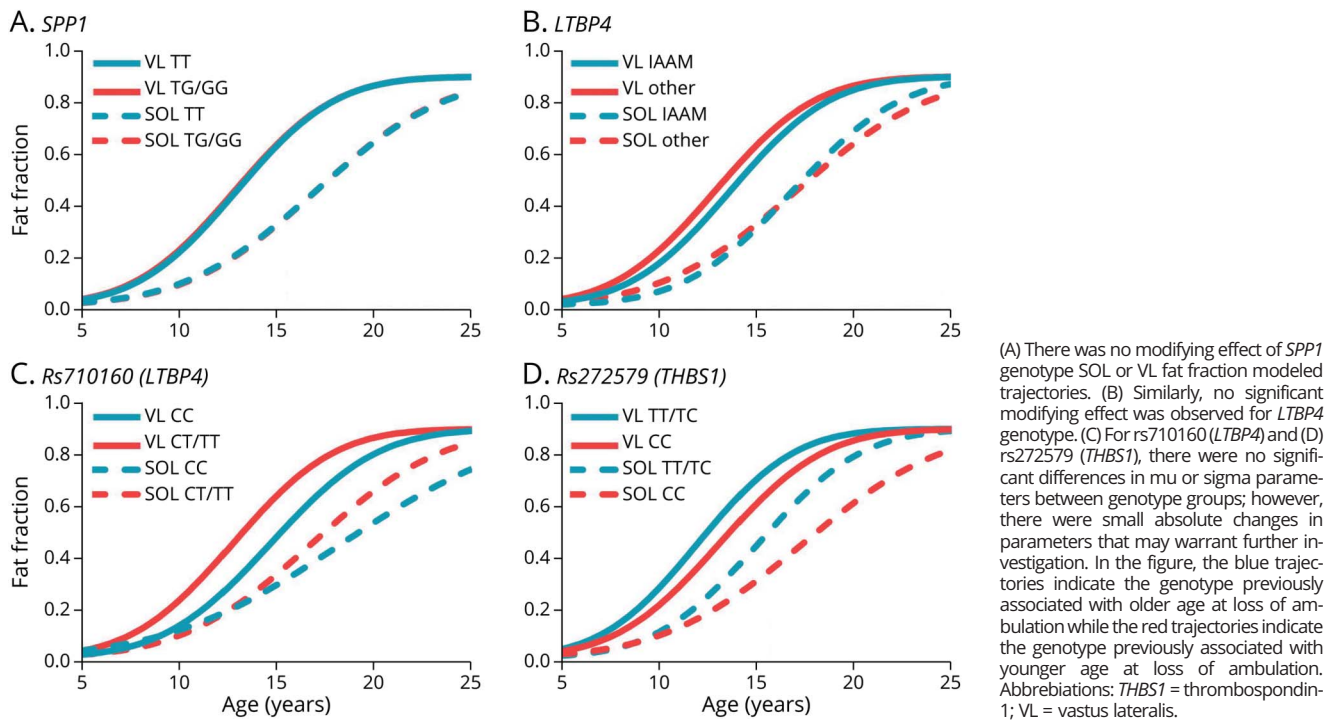 A. SPP1
1.0
0.8
0.6
0.4
0.2
0.0
Fat fraction
VL TT
VL TG/GG
SOL TT
SOL TG/GG
5 10 15 20 25
B. LTBP4
1.0
0.8
0.6
0.4
0.2
0.0
VL IAAM
VL other
SOL IAAM
SOL other
5 10 15 20 25
C. Rs710160 (LTBP4)
1.0
0.8
0.6
0.4
0.2
0.0
Fat fraction
VL CC
VL CT/TT
SOL CC
SOL CT/TT
5 10 15 20 25
Age (years)
D. Rs272579 (THBS1)
1.0
0.8
0.6
0.4
0.2
0.0
VL TT/TC
VL CC
SOL TT/TC
SOL CC
5 10 15 20 25
Age (years)
(A) There was no modifying effect of SPP1
genotype SOL or VL fat fraction modeled
trajectories. (B) Similarly, no significant
modifying effect was observed for LTBP4
genotype. (C) For rs710160 (LTBP4) and (D)
rs272579 (THBS1), there were no signifi-
cant differences in mu or sigma parame-
ters between genotype groups; however,
there were small absolute changes in
parameters that may warrant further in-
vestigation. In the figure, the blue trajec-
tories indicate the genotype previously
associated with older age at loss of am-
bulation while the red trajectories indicate
the genotype previously associated with
younger age at loss of ambulation.
Abbrebiations: THBS1 = thrombospondin-
1; VL = vastus lateralis.